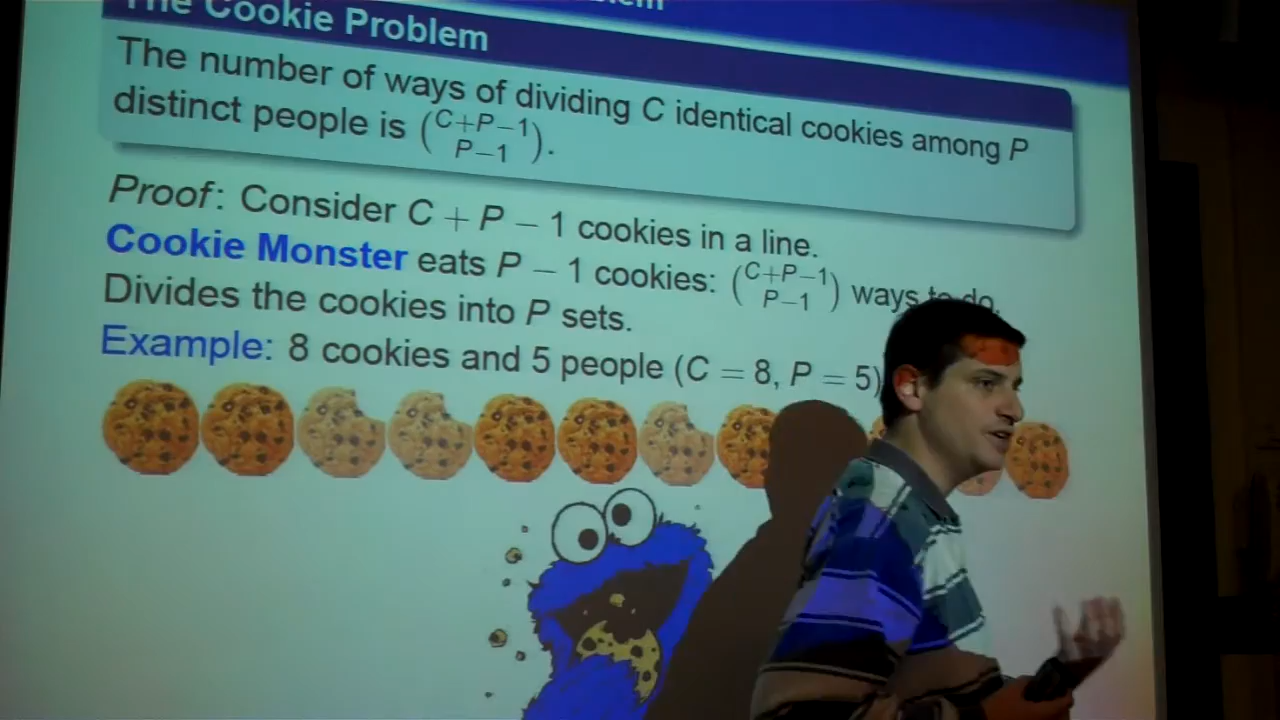 The Cookie Problem
The number of ways of dividing C identical cookies among P
distinct people is (C+P−1 P−1).
Proof: Consider C + P − 1 cookies in a line.
Cookie Monster eats P − 1 cookies: (C+P−1 P−1) ways to do.
Divides the cookies into P sets.
Example: 8 cookies and 5 people (C = 8, P = 5)